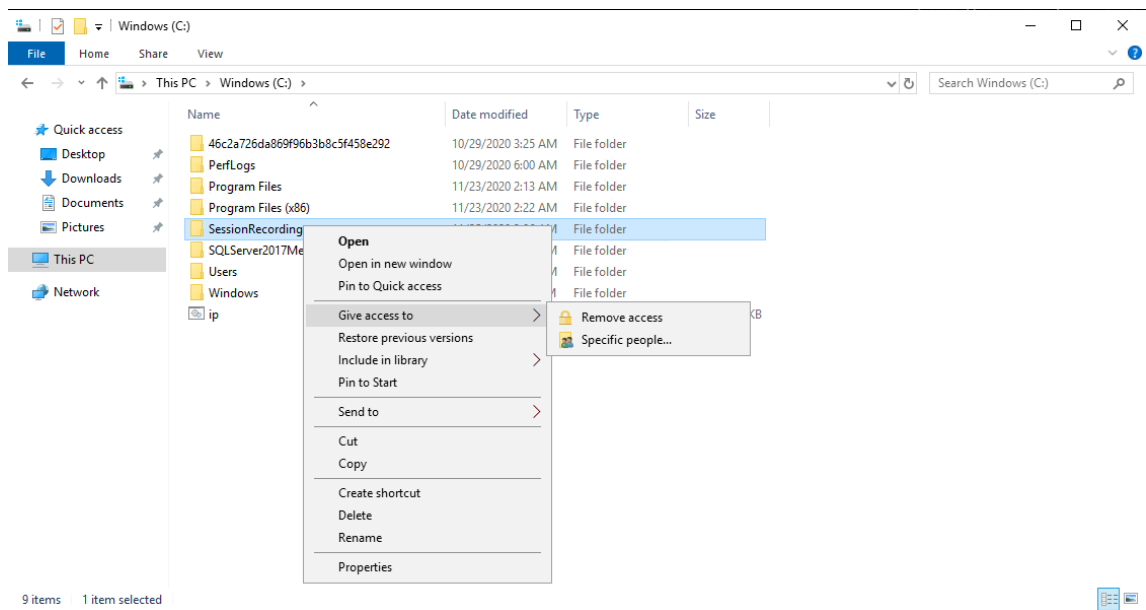 Windows (C:)
File Home Share View
This PC > Windows (C:) >
Search Windows (C:)
Name Date modified Type Size
Quick access
Desktop
Downloads
Documents
Pictures
This PC
Network
46c2a726da869f96b3b8c5f458e292 10/29/2020 3:25 AM File folder
PerfLogs 10/29/2020 6:00 AM File folder
Program Files 11/23/2020 2:13 AM File folder
Program Files (x86) 11/23/2020 2:22 AM File folder
SessionRecording File folder
SQLServer2017Me File folder
Users File folder
Windows File folder
ip KB
Open
Open in new window
Pin to Quick access
Give access to
Restore previous versions
Include in library
Pin to Start
Send to
Cut
Copy
Create shortcut
Delete
Rename
Properties
Remove access
Specific people...
9 items 1 item selected